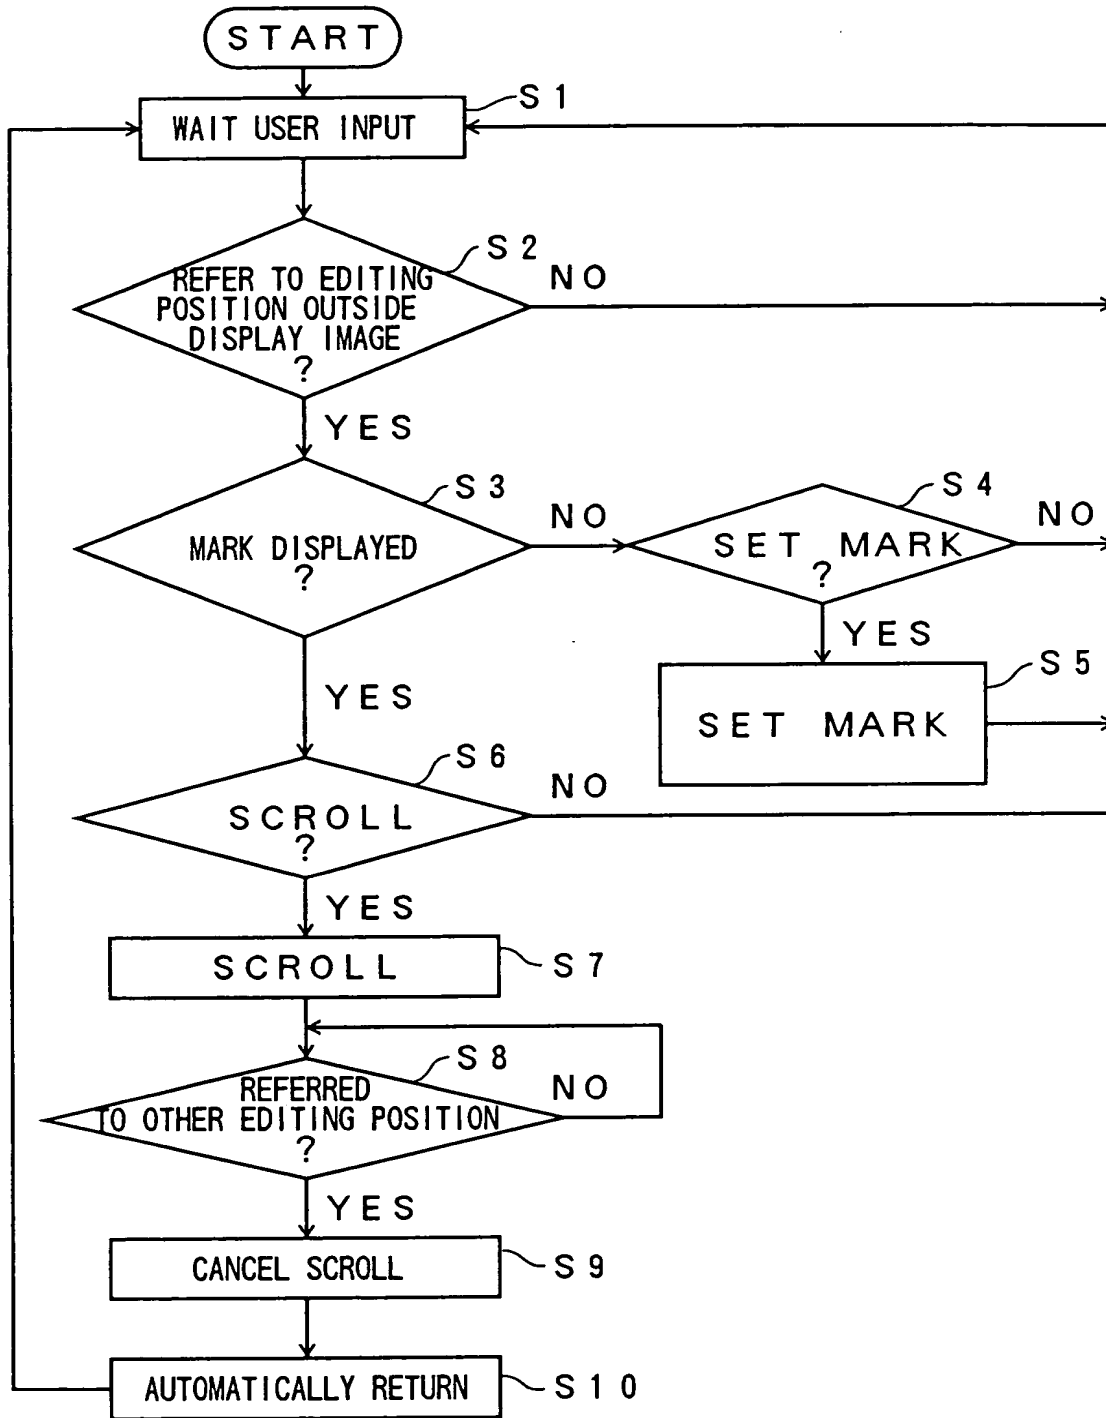 START
S1
WAIT USER INPUT
S2
REFER TO EDITING
POSITION OUTSIDE
DISPLAY IMAGE
?
NO
YES
S3
MARK DISPLAYED
?
NO
S4
SET MARK
?
NO
YES
S5
SET MARK
YES
S6
SCROLL
?
NO
YES
SCROLL
S7
S8
REFERRED
TO OTHER EDITING POSITION
?
NO
YES
CANCEL SCROLL
S9
AUTOMATICALLY RETURN
S10